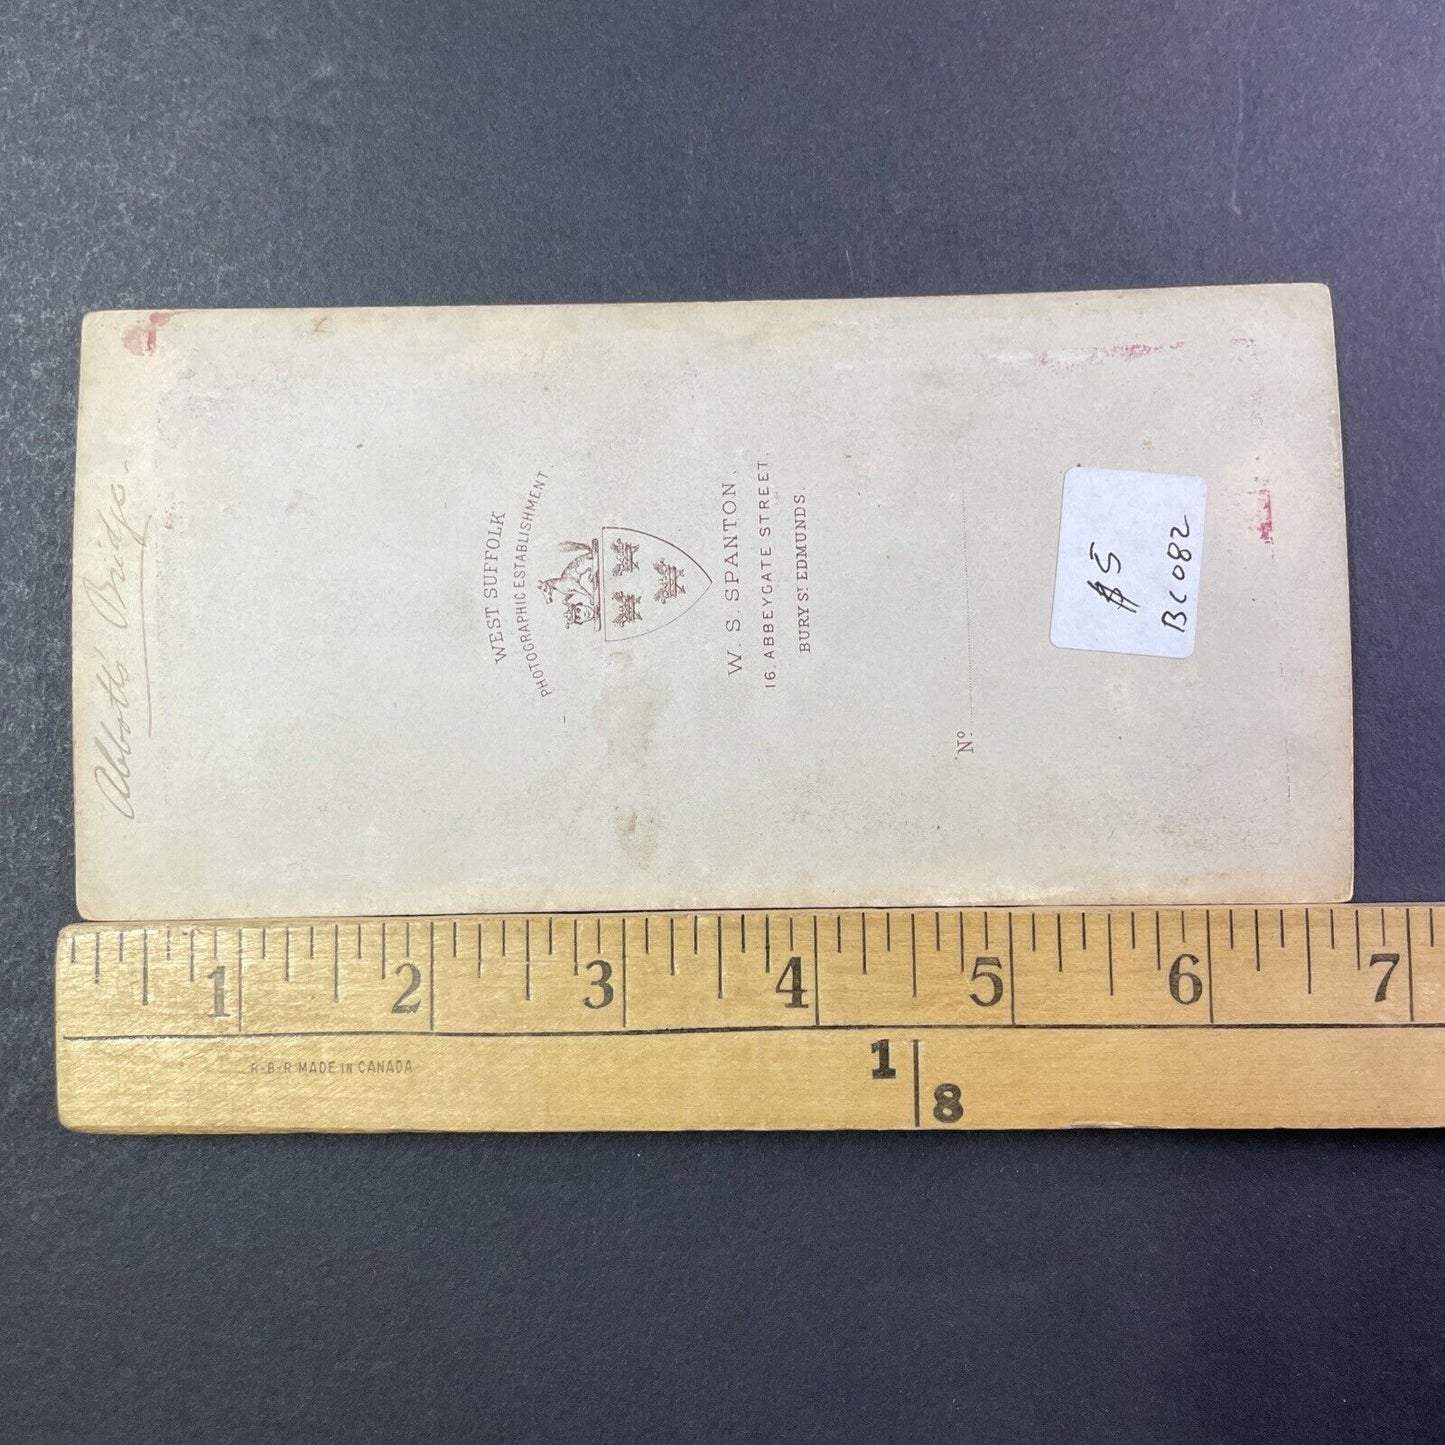 Abbott's Bridge
WEST SUFFOLK
PHOTOGRAPHIC ESTABLISHMENT
W. S. SPANTON,
16, ABBEYGATE STREET,
BURY ST EDMUNDS.
No.
$5
BC082
1 2 3 4 5 6 7
R-B-R MADE IN CANADA
1 8